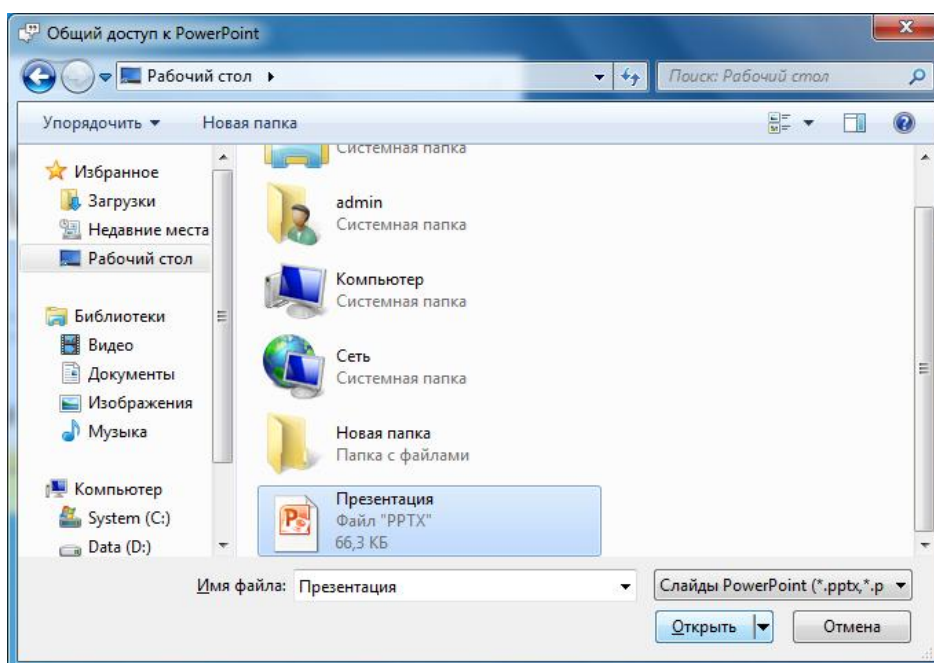 Общий доступ к PowerPoint
Рабочий стол
Поиск: Рабочий стол
Упорядочить
Новая папка
Избранное
Загрузки
Недавние места
Рабочий стол
Библиотеки
Видео
Документы
Изображения
Музыка
Компьютер
System (C:)
Data (D:)
Системная папка
admin
Системная папка
Компьютер
Системная папка
Сеть
Системная папка
Новая папка
Папка с файлами
Презентация
Файл "PPTX"
66,3 КБ
Имя файла: Презентация
Слайды PowerPoint (*.pptx,*.p
Открыть
Отмена